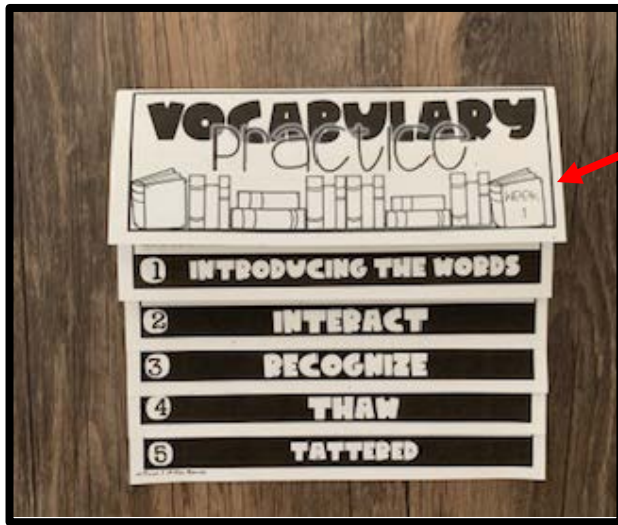 VOCABULARY
Practice
WEEK
1
1 INTRODUCING THE WORDS
2 INTERACT
3 RECOGNIZE
4 THAW
5 TATTERED